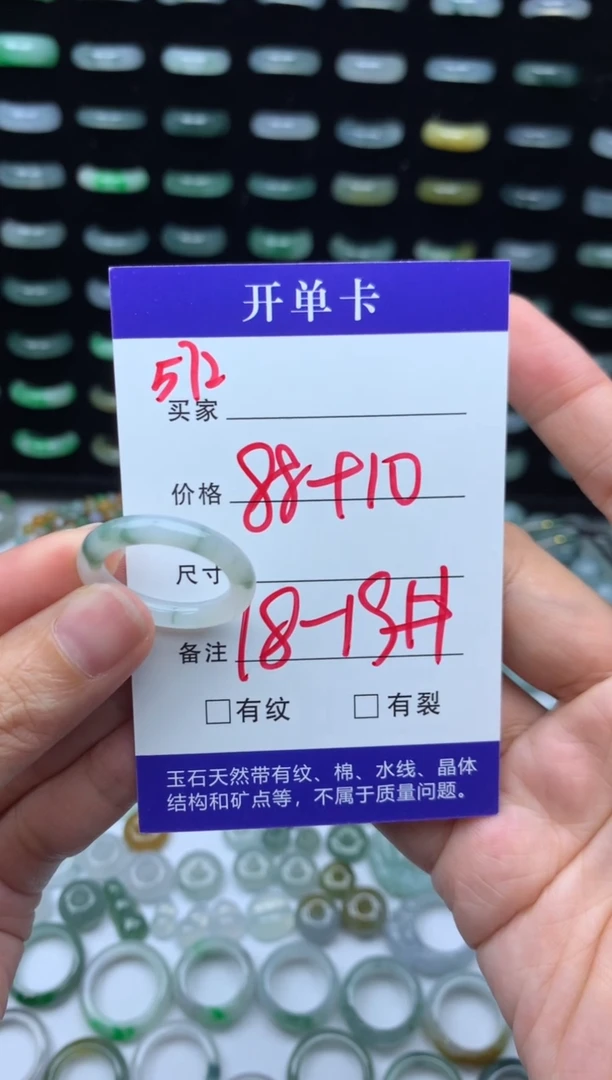 开单卡
572
买家
价格 88+10
尺寸
备注 18-19#
□有纹 □有裂
玉石天然带有纹、棉、水线、晶体
结构和矿点等，不属于质量问题。